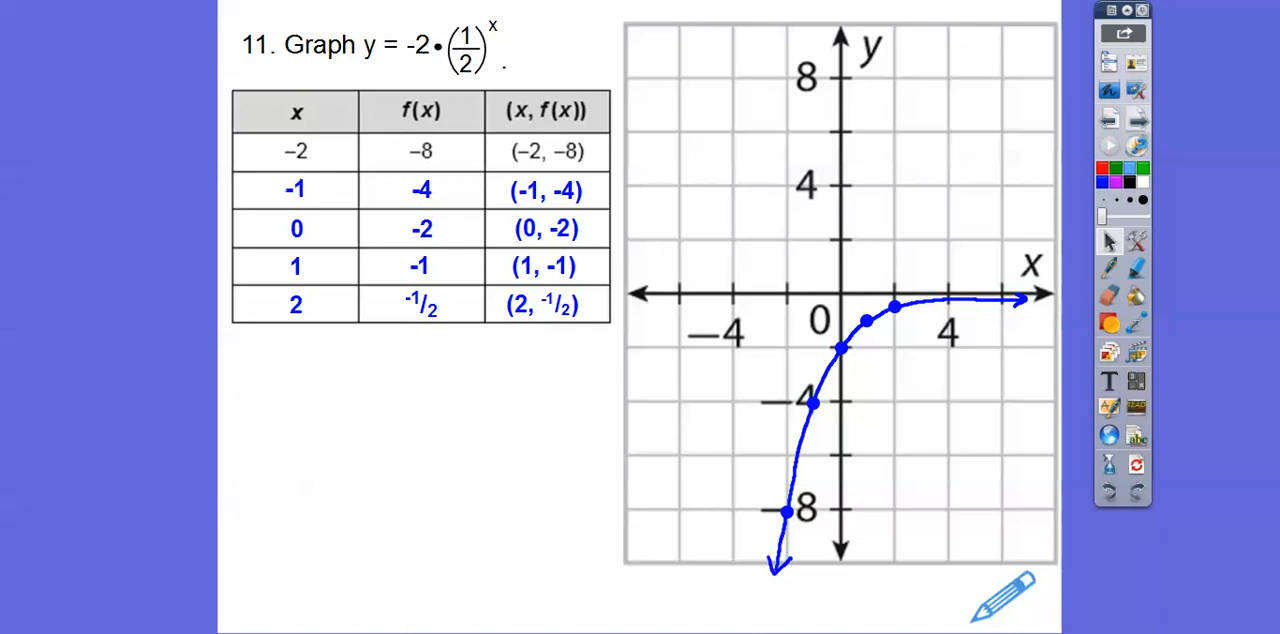 11. Graph y = -2•(1/2)^x.
x f(x) (x, f(x))
–2 –8 (–2, –8)
-1 -4 (-1, -4)
0 -2 (0, -2)
1 -1 (1, -1)
2 -1/2 (2, -1/2)
y
8
4
x
–4 0 4
–4
–8